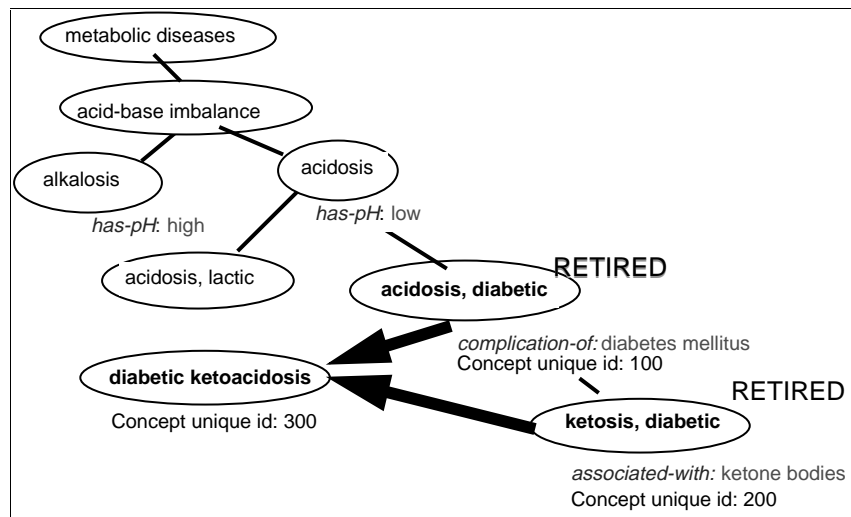 metabolic diseases
acid-base imbalance
alkalosis
acidosis
has-pH: high
has-pH: low
acidosis, lactic
RETIRED
acidosis, diabetic
complication-of: diabetes mellitus
Concept unique id: 100
diabetic ketoacidosis
Concept unique id: 300
RETIRED
ketosis, diabetic
associated-with: ketone bodies
Concept unique id: 200